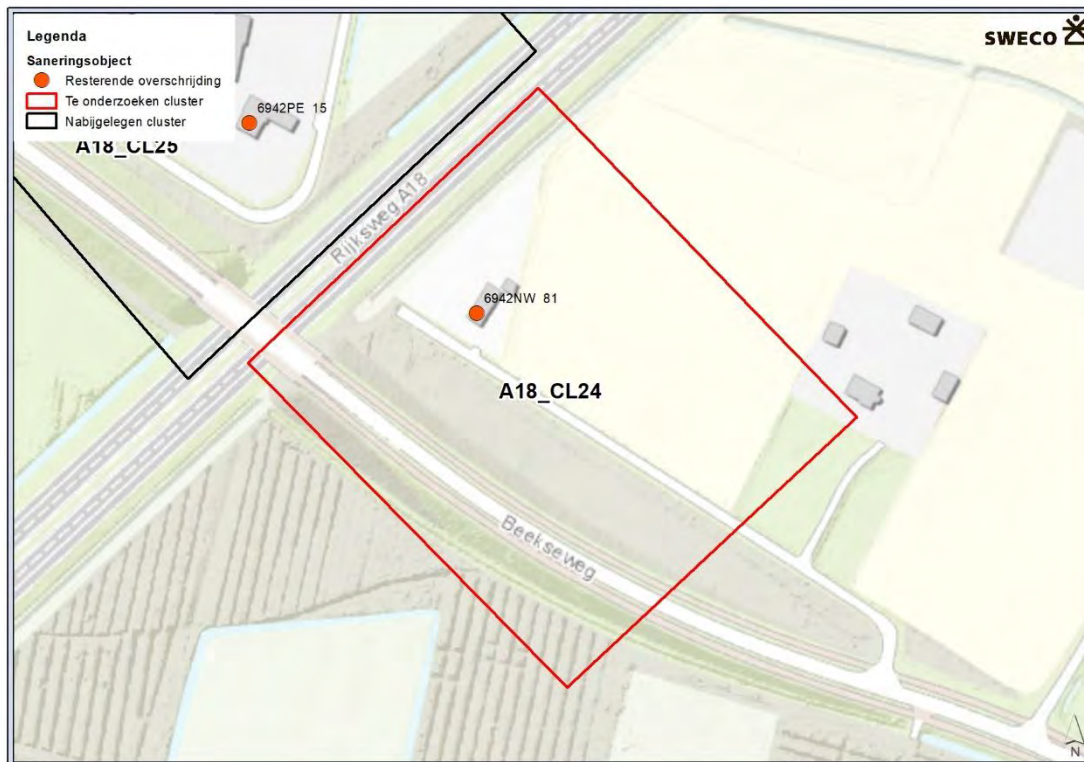 Legenda
Saneringsobject
Resterende overschrijding
Te onderzoeken cluster
Nabijgelegen cluster
SWECO
6942PE 15
A18_CL25
Rijksweg A18
6942NW 81
A18_CL24
Beekseweg
N